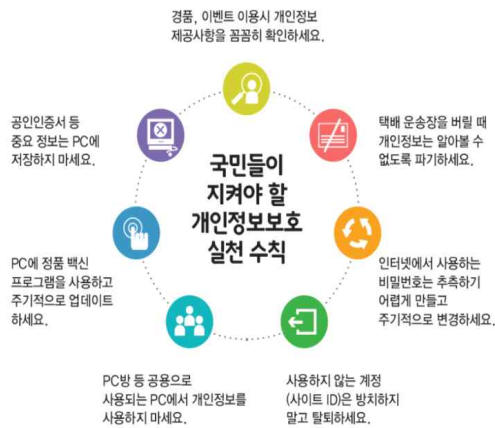 경품, 이벤트 이용시 개인정보
제공사항을 꼼꼼히 확인하세요.
택배 운송장을 버릴 때
개인정보는 알아볼 수
없도록 파기하세요.
인터넷에서 사용하는
비밀번호는 추측하기
어렵게 만들고
주기적으로 변경하세요.
사용하지 않는 계정
(사이트 ID)은 방치하지
말고 탈퇴하세요.
PC방 등 공용으로
사용되는 PC에서 개인정보를
사용하지 마세요.
PC에 정품 백신
프로그램을 사용하고
주기적으로 업데이트
하세요.
공인인증서 등
중요 정보는 PC에
저장하지 마세요.
국민들이
지켜야 할
개인정보보호
실천 수칙